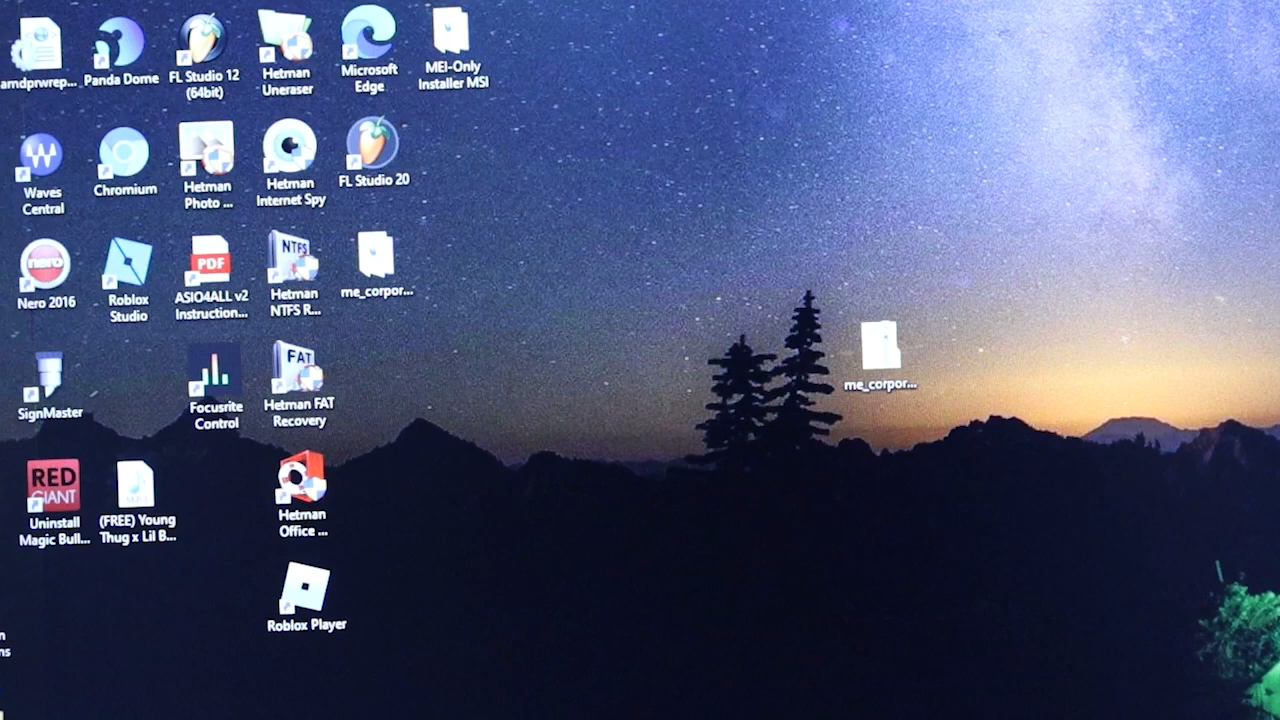 amdprwrep...
Panda Dome
FL Studio 12
(64bit)
Hetman
Uneraser
Microsoft
Edge
MEI-Only
Installer MSI
Waves
Central
Chromium
Hetman
Photo ...
Hetman
Internet Spy
FL Studio 20
nero
Nero 2016
Roblox
Studio
PDF
ASIO4ALL v2
Instruction...
NTFS
Hetman
NTFS R...
me_corpor...
SignMaster
Focusrite
Control
FAT
Hetman FAT
Recovery
me_corpor...
RED
GIANT
Uninstall
Magic Bull...
(FREE) Young
Thug x Lil B...
Hetman
Office ...
Roblox Player